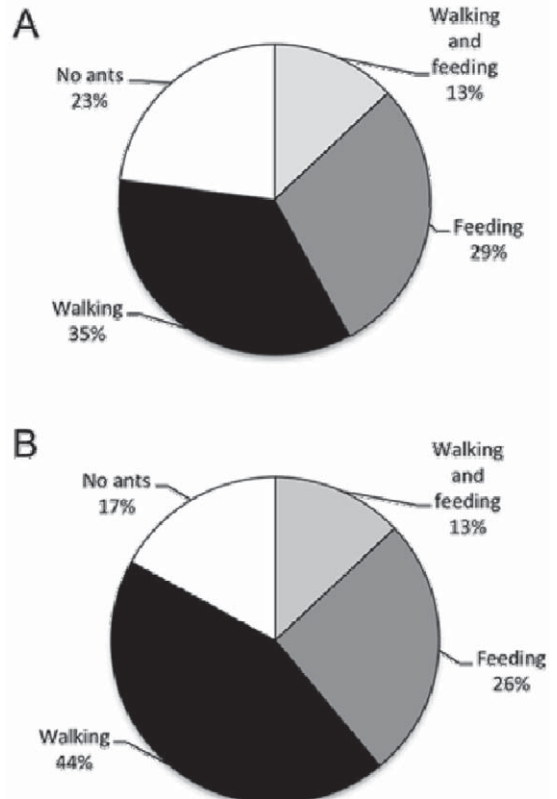 A
Walking
and
feeding
13%
No ants
23%
Feeding
29%
Walking
35%
B
Walking
and
feeding
13%
No ants
17%
Feeding
26%
Walking
44%